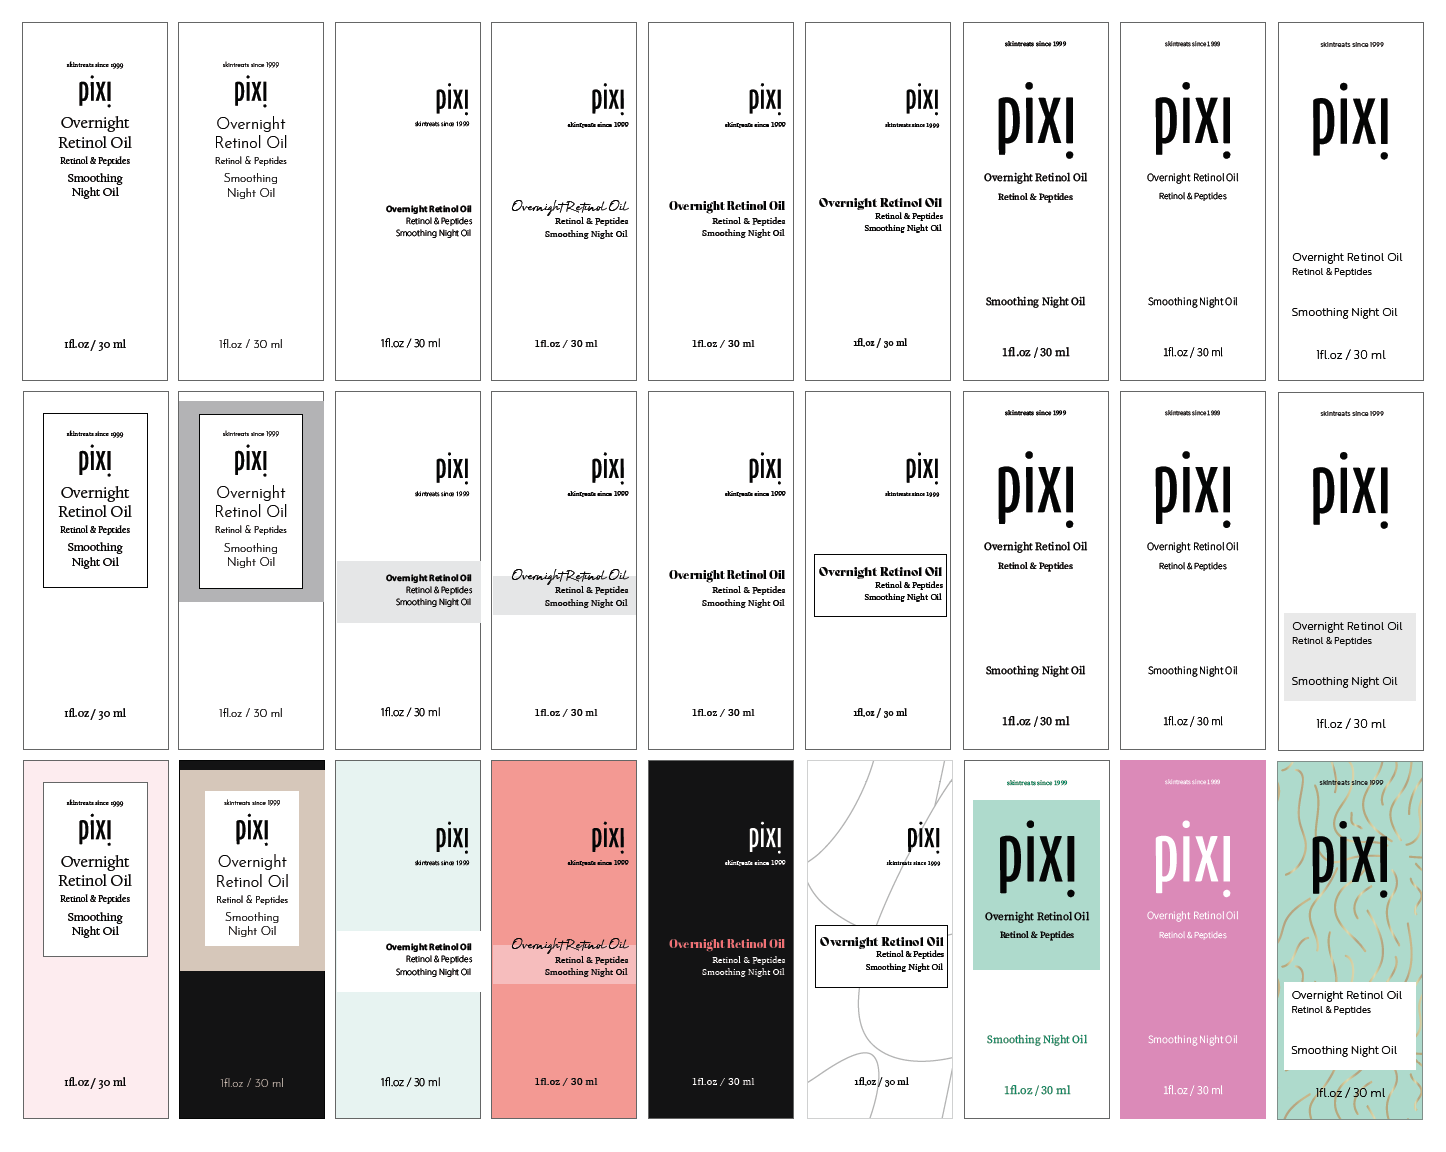 skintreats since 1999
pixi
Overnight
Retinol Oil
Retinol & Peptides
Smoothing
Night Oil
1fl.oz / 30 ml
skintreats since 1999
pixi
Overnight
Retinol Oil
Retinol & Peptides
Smoothing
Night Oil
1fl.oz / 30 ml
pixi
skintreats since 1999
Overnight Retinol Oil
Retinol & Peptides
Smoothing Night Oil
1fl.oz / 30 ml
pixi
skintreats since 1999
Overnight Retinol Oil
Retinol & Peptides
Smoothing Night Oil
1fl.oz / 30 ml
pixi
skintreats since 1999
Overnight Retinol Oil
Retinol & Peptides
Smoothing Night Oil
1fl.oz / 30 ml
pixi
skintreats since 1999
Overnight Retinol Oil
Retinol & Peptides
Smoothing Night Oil
1fl.oz / 30 ml
skintreats since 1999
pixi
Overnight Retinol Oil
Retinol & Peptides
Smoothing Night Oil
1fl.oz / 30 ml
skintreats since 1999
pixi
Overnight Retinol Oil
Retinol & Peptides
Smoothing Night Oil
1fl.oz / 30 ml
skintreats since 1999
pixi
Overnight Retinol Oil
Retinol & Peptides
Smoothing Night Oil
1fl.oz / 30 ml
skintreats since 1999
pixi
Overnight
Retinol Oil
Retinol & Peptides
Smoothing
Night Oil
1fl.oz / 30 ml
skintreats since 1999
pixi
Overnight
Retinol Oil
Retinol & Peptides
Smoothing
Night Oil
1fl.oz / 30 ml
pixi
skintreats since 1999
Overnight Retinol Oil
Retinol & Peptides
Smoothing Night Oil
1fl.oz / 30 ml
pixi
skintreats since 1999
Overnight Retinol Oil
Retinol & Peptides
Smoothing Night Oil
1fl.oz / 30 ml
pixi
skintreats since 1999
Overnight Retinol Oil
Retinol & Peptides
Smoothing Night Oil
1fl.oz / 30 ml
pixi
skintreats since 1999
Overnight Retinol Oil
Retinol & Peptides
Smoothing Night Oil
1fl.oz / 30 ml
skintreats since 1999
pixi
Overnight Retinol Oil
Retinol & Peptides
Smoothing Night Oil
1fl.oz / 30 ml
skintreats since 1999
pixi
Overnight Retinol Oil
Retinol & Peptides
Smoothing Night Oil
1fl.oz / 30 ml
skintreats since 1999
pixi
Overnight Retinol Oil
Retinol & Peptides
Smoothing Night Oil
1fl.oz / 30 ml
skintreats since 1999
pixi
Overnight
Retinol Oil
Retinol & Peptides
Smoothing
Night Oil
1fl.oz / 30 ml
skintreats since 1999
pixi
Overnight
Retinol Oil
Retinol & Peptides
Smoothing
Night Oil
1fl.oz / 30 ml
pixi
skintreats since 1999
Overnight Retinol Oil
Retinol & Peptides
Smoothing Night Oil
1fl.oz / 30 ml
pixi
skintreats since 1999
Overnight Retinol Oil
Retinol & Peptides
Smoothing Night Oil
1fl.oz / 30 ml
pixi
skintreats since 1999
Overnight Retinol Oil
Retinol & Peptides
Smoothing Night Oil
1fl.oz / 30 ml
pixi
skintreats since 1999
Overnight Retinol Oil
Retinol & Peptides
Smoothing Night Oil
1fl.oz / 30 ml
skintreats since 1999
pixi
Overnight Retinol Oil
Retinol & Peptides
Smoothing Night Oil
1fl.oz / 30 ml
skintreats since 1999
pixi
Overnight Retinol Oil
Retinol & Peptides
Smoothing Night Oil
1fl.oz / 30 ml
skintreats since 1999
pixi
Overnight Retinol Oil
Retinol & Peptides
Smoothing Night Oil
1fl.oz / 30 ml